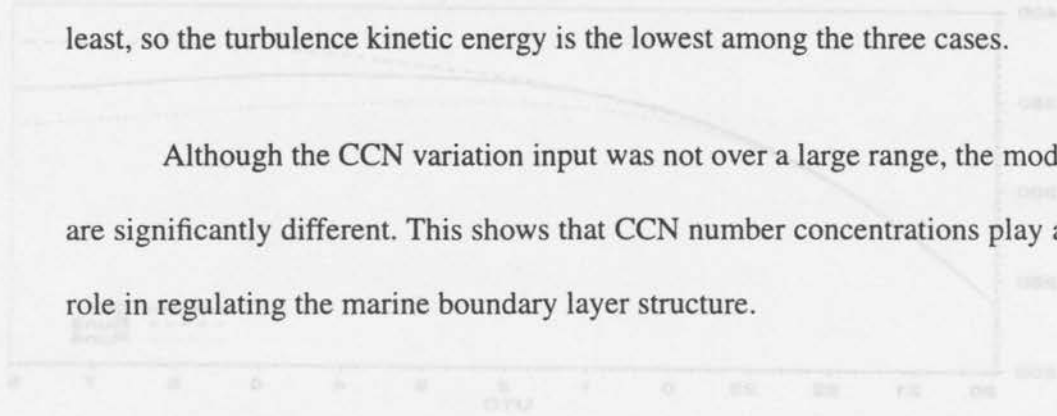 least, so the turbulence kinetic energy is the lowest among the three cases.
Although the CCN variation input was not over a large range, the mod
are significantly different. This shows that CCN number concentrations play a
role in regulating the marine boundary layer structure.